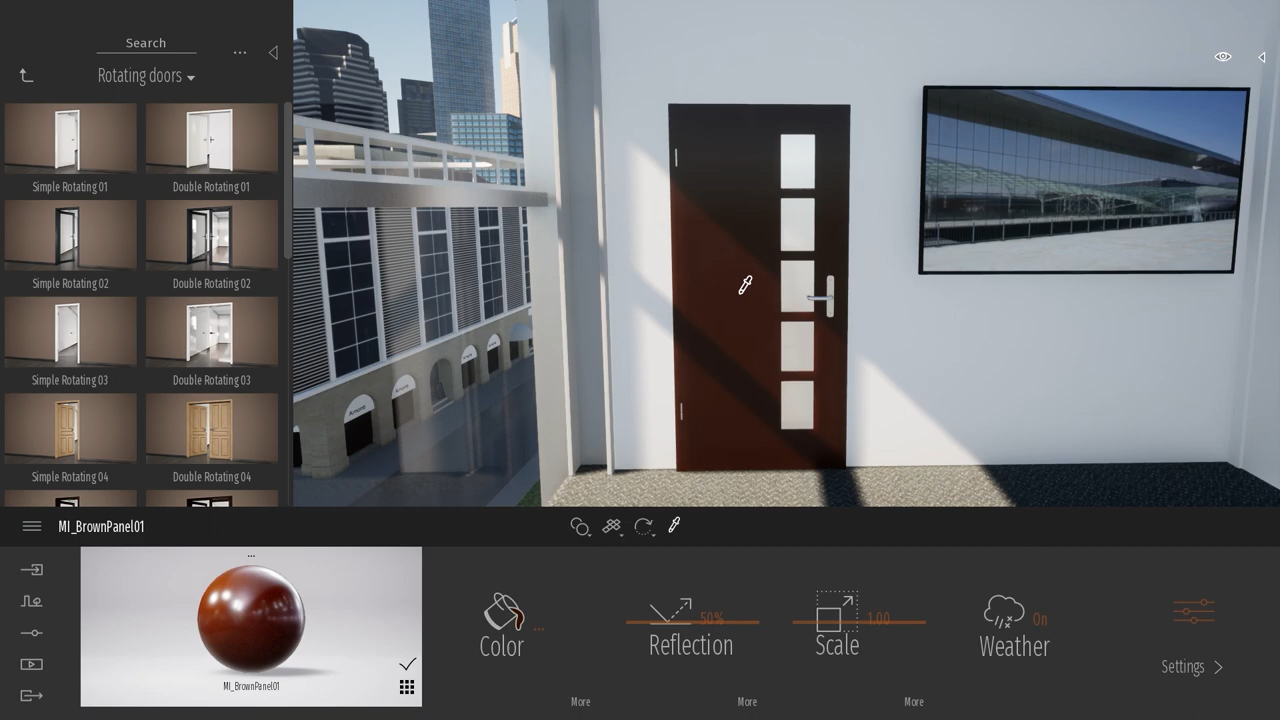 Search
...
Rotating doors
Simple Rotating 01
Double Rotating 01
Simple Rotating 02
Double Rotating 02
Simple Rotating 03
Double Rotating 03
Simple Rotating 04
Double Rotating 04
MI_BrownPanel01
...
MI_BrownPanel01
...
Color
50%
Reflection
1.00
Scale
On
Weather
Settings
More
More
More